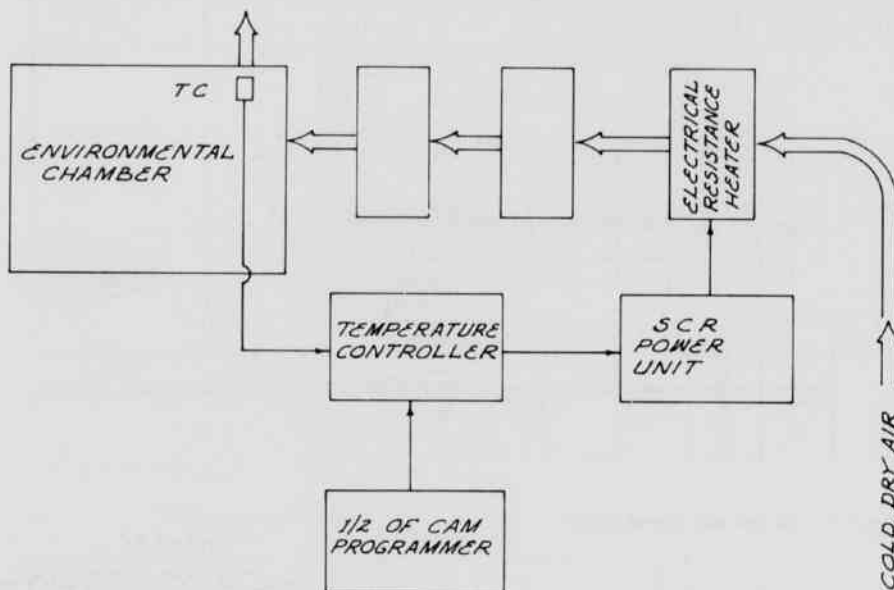 TC
ENVIRONMENTAL
CHAMBER
ELECTRICAL
RESISTANCE
HEATER
TEMPERATURE
CONTROLLER
SCR
POWER
UNIT
1/2 OF CAM
PROGRAMMER
COLD DRY AIR